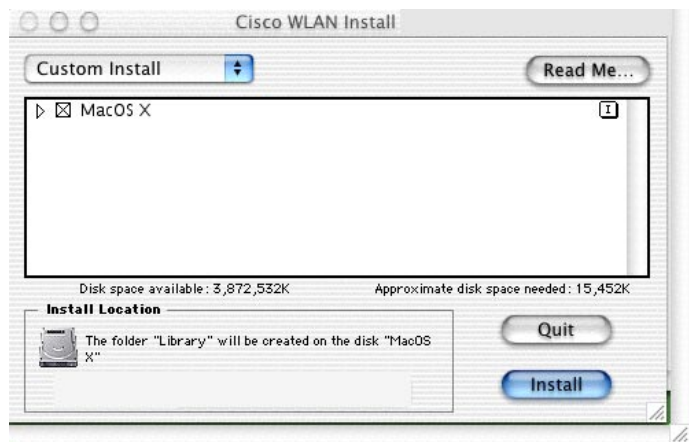 Cisco WLAN Install
Custom Install
Read Me...
MacOS X
I
Disk space available: 3,872,532K
Approximate disk space needed: 15,452K
Install Location
The folder "Library" will be created on the disk "MacOS
X"
Quit
Install